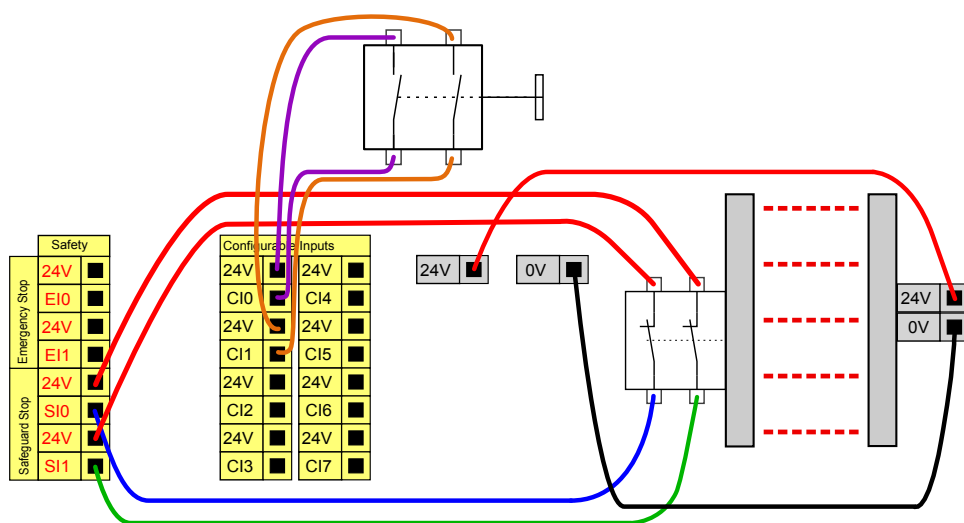 Safety
Emergency Stop
24V
EI0
24V
EI1
Safeguard Stop
24V
SI0
24V
SI1
Configurable Inputs
24V 24V
CI0 CI4
24V 24V
CI1 CI5
24V 24V
CI2 CI6
24V 24V
CI3 CI7
24V
0V
24V
0V